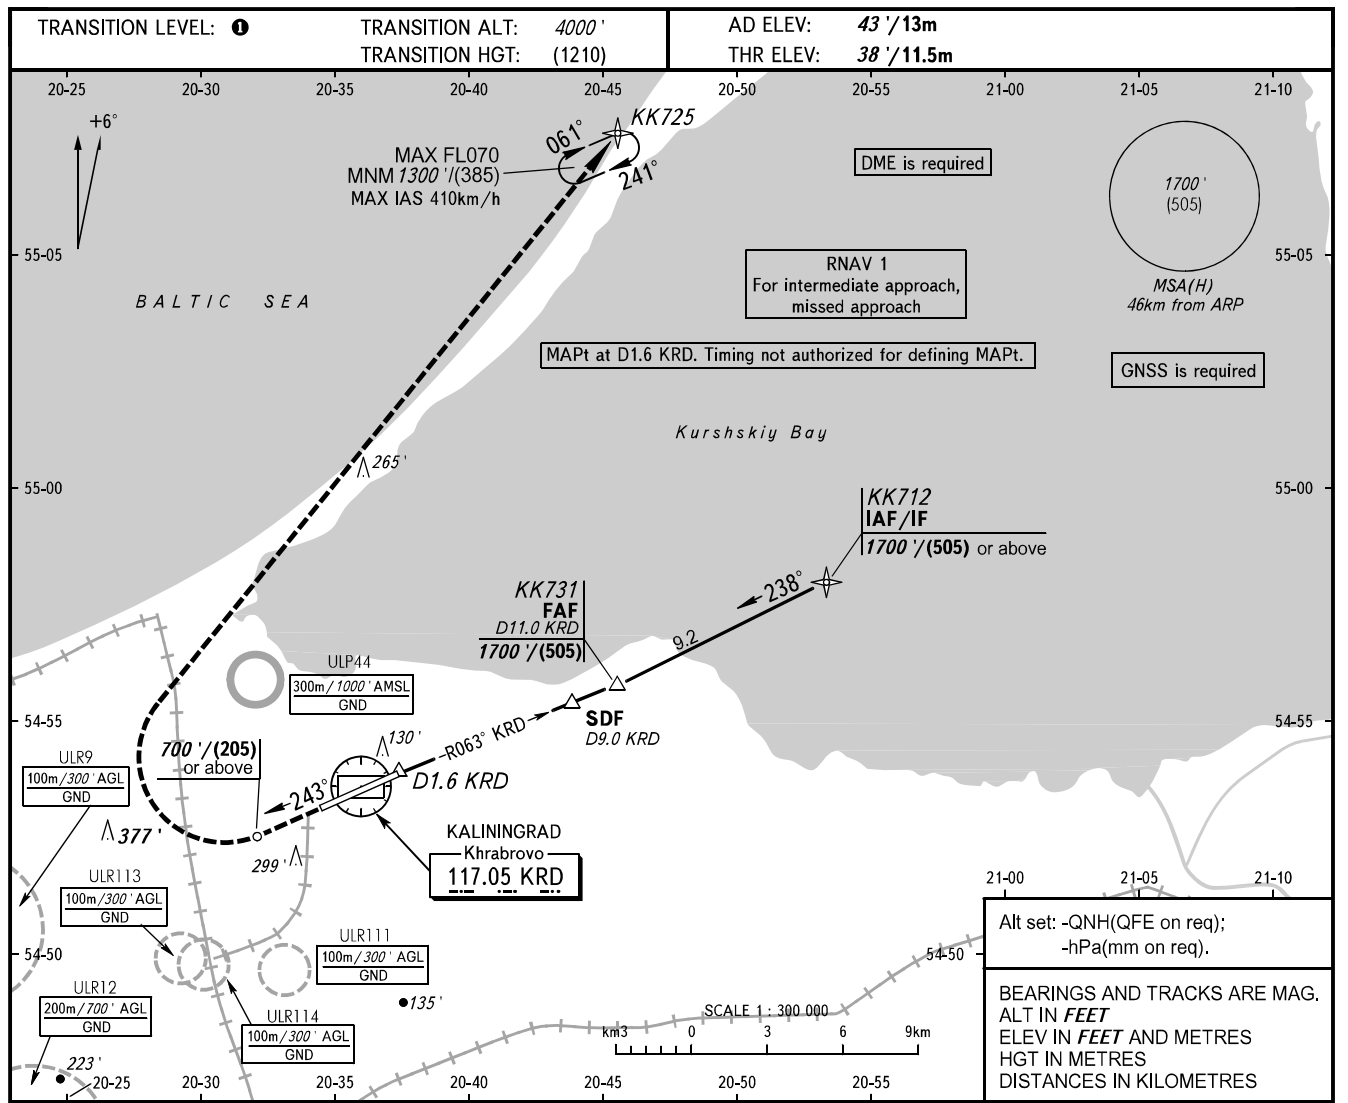 TRANSITION LEVEL: ❶
TRANSITION ALT: 4000 '
TRANSITION HGT: (1210)
AD ELEV: 43 '/13m
THR ELEV: 38 '/11.5m
20-25 20-30 20-35 20-40 20-45 20-50 20-55 21-00 21-05 21-10
+6°
KK725
061°
241°
MAX FL070
MNM 1300 '/(385)
MAX IAS 410km/h
DME is required
1700 '
(505)
MSA(H)
46km from ARP
55-05
55-05
BALTIC SEA
RNAV 1
For intermediate approach,
missed approach
MAPt at D1.6 KRD. Timing not authorized for defining MAPt.
GNSS is required
Kurshskiy Bay
265 '
55-00
55-00
KK712
IAF/IF
1700 '/(505) or above
238°
9.2
KK731
FAF
D11.0 KRD
1700 '/(505)
ULP44
300m/1000 ' AMSL
GND
SDF
D9.0 KRD
R063° KRD
54-55
54-55
700 '/(205)
or above
130 '
D1.6 KRD
243°
ULR9
100m/300 ' AGL
GND
377 '
299 '
KALININGRAD
Khrabrovo
117.05 KRD
ULR113
100m/300 ' AGL
GND
ULR111
100m/300 ' AGL
GND
54-50
54-50
135 '
ULR12
200m/700 ' AGL
GND
ULR114
100m/300 ' AGL
GND
223 '
SCALE 1 : 300 000
km3 0 3 6 9km
20-25 20-30 20-35 20-40 20-45 20-50 20-55
21-00 21-05 21-10
Alt set: -QNH(QFE on req);
-hPa(mm on req).
BEARINGS AND TRACKS ARE MAG.
ALT IN FEET
ELEV IN FEET AND METRES
HGT IN METRES
DISTANCES IN KILOMETRES